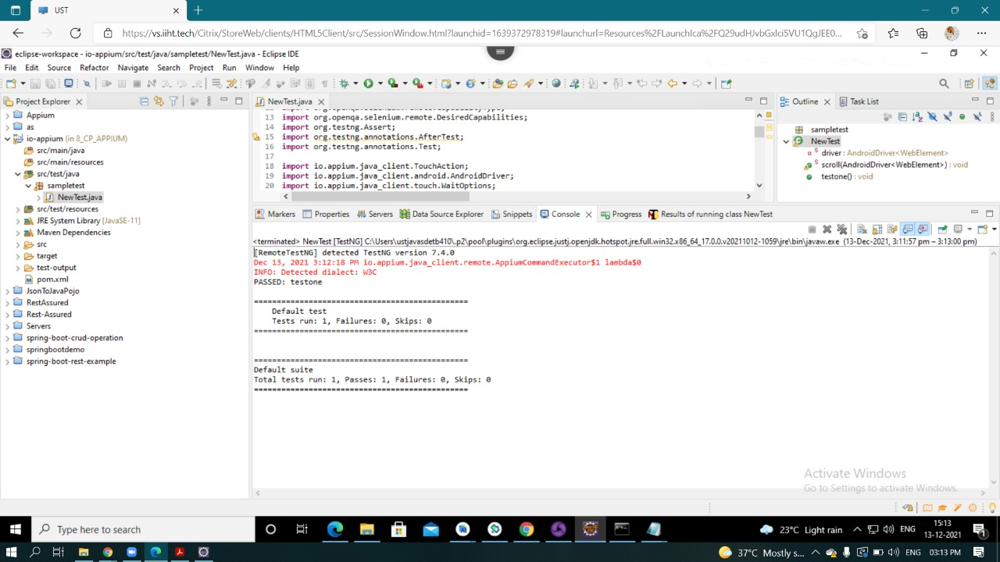 UST
https://vs.iiht.tech/Citrix/StoreWeb/clients/HTML5Client/src/SessionWindow.html?launchid=1639372978319#launchurl=Resources%2FLaunchIca%2FQ29udHJvbGxlci5VU1QgJEE0...
eclipse-workspace - io-appium/src/test/java/sampletest/NewTest.java - Eclipse IDE
File Edit Source Refactor Navigate Search Project Run Window Help
Project Explorer
Appium
as
io-appium (in 8_CP_APPIUM)
src/main/java
src/main/resources
src/test/java
sampletest
NewTest.java
src/test/resources
JRE System Library [JavaSE-11]
Maven Dependencies
src
target
test-output
pom.xml
JsonToJavaPojo
RestAssured
Rest-Assured
Servers
spring-boot-crud-operation
springbootdemo
spring-boot-rest-example
NewTest.java
13 import org.openqa.selenium.remote.DesiredCapabilities;
14 import org.testng.Assert;
15 import org.testng.annotations.AfterTest;
16 import org.testng.annotations.Test;
17
18 import io.appium.java_client.TouchAction;
19 import io.appium.java_client.android.AndroidDriver;
20 import io.appium.java_client.touch.WaitOptions;
Outline Task List
sampletest
NewTest
driver : AndroidDriver<WebElement>
scroll(AndroidDriver<WebElement>) : void
testone() : void
Markers Properties Servers Data Source Explorer Snippets Console Progress Results of running class NewTest
<terminated> NewTest [TestNG] C:\Users\ustjavasdetb410\.p2\pool\plugins\org.eclipse.justj.openjdk.hotspot.jre.full.win32.x86_64_17.0.0.v20211012-1059\jre\bin\javaw.exe (13-Dec-2021, 3:11:57 pm – 3:13:00 pm)
[RemoteTestNG] detected TestNG version 7.4.0
Dec 13, 2021 3:12:18 PM io.appium.java_client.remote.AppiumCommandExecutor$1 lambda$0
INFO: Detected dialect: W3C
PASSED: testone
===============================================
Default test
Tests run: 1, Failures: 0, Skips: 0
===============================================
===============================================
Default suite
Total tests run: 1, Passes: 1, Failures: 0, Skips: 0
===============================================
Activate Windows
Go to Settings to activate Windows.
Type here to search
23°C Light rain
ENG
15:13
13-12-2021
37°C Mostly s...
ENG
03:13 PM